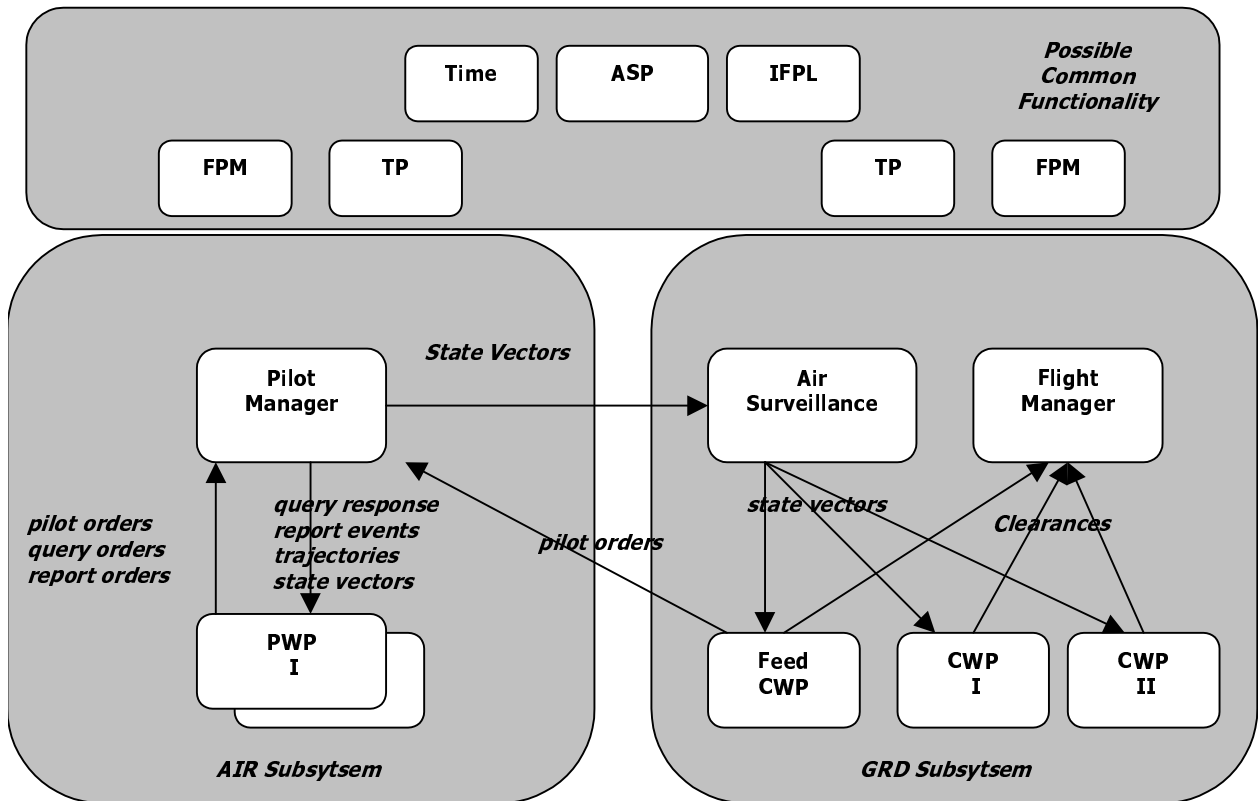 Time
ASP
IFPL
Possible
Common
Functionality
FPM
TP
TP
FPM
State Vectors
Pilot
Manager
Air
Surveillance
Flight
Manager
pilot orders
query orders
report orders
query response
report events
trajectories
state vectors
pilot orders
state vectors
Clearances
PWP
I
Feed
CWP
CWP
I
CWP
II
AIR Subsytsem
GRD Subsytsem